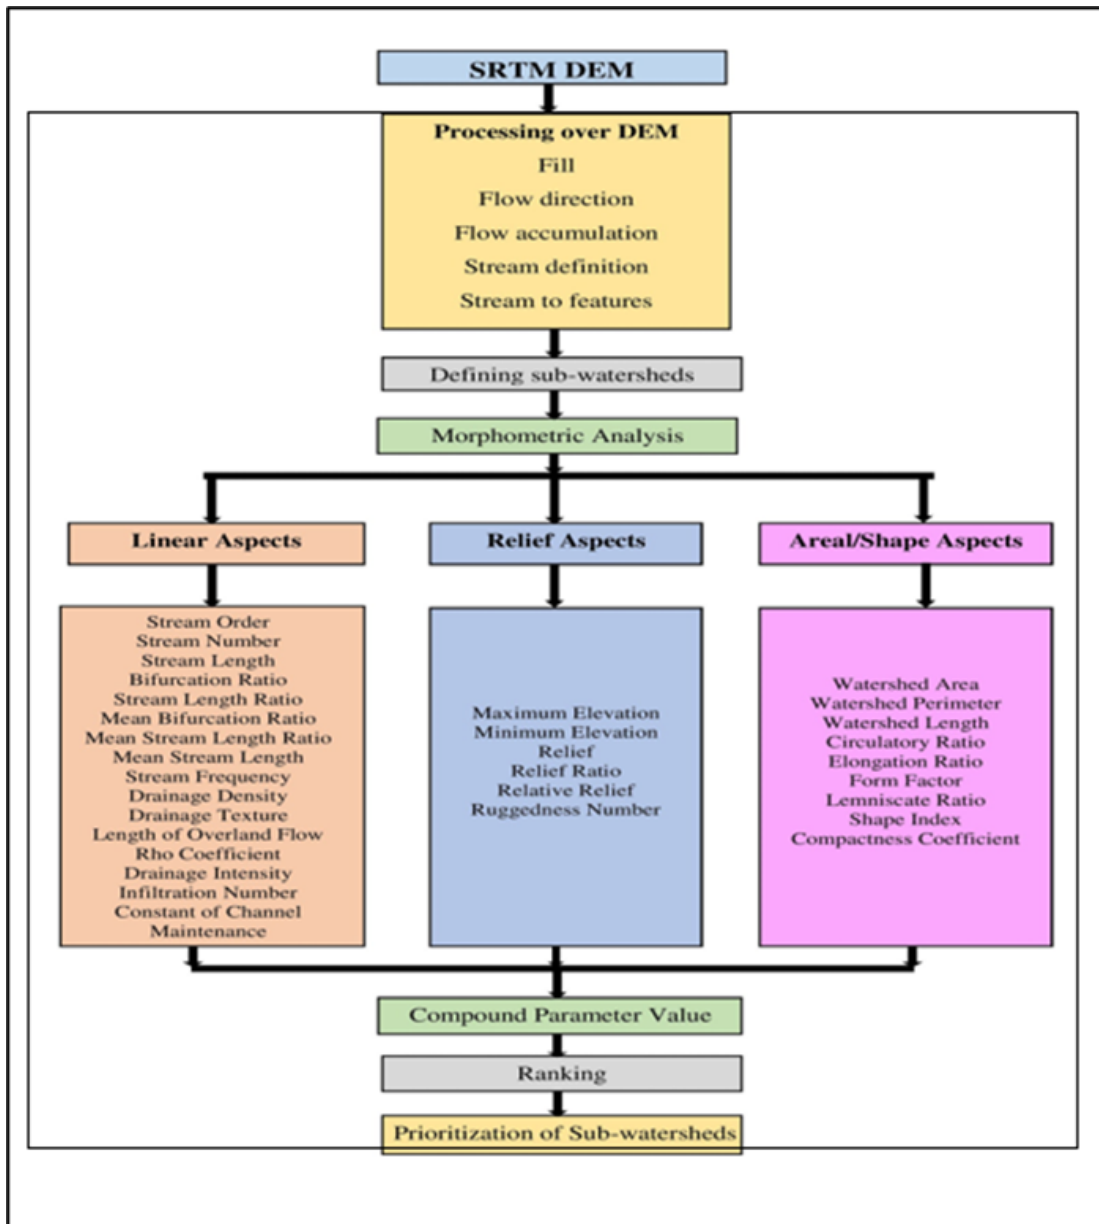 SRTM DEM
Processing over DEM
Fill
Flow direction
Flow accumulation
Stream definition
Stream to features
Defining sub-watersheds
Morphometric Analysis
Linear Aspects
Stream Order
Stream Number
Stream Length
Bifurcation Ratio
Stream Length Ratio
Mean Bifurcation Ratio
Mean Stream Length Ratio
Mean Stream Length
Stream Frequency
Drainage Density
Drainage Texture
Length of Overland Flow
Rho Coefficient
Drainage Intensity
Infiltration Number
Constant of Channel
Maintenance
Relief Aspects
Maximum Elevation
Minimum Elevation
Relief
Relief Ratio
Relative Relief
Ruggedness Number
Areal/Shape Aspects
Watershed Area
Watershed Perimeter
Watershed Length
Circulatory Ratio
Elongation Ratio
Form Factor
Lemniscate Ratio
Shape Index
Compactness Coefficient
Compound Parameter Value
Ranking
Prioritization of Sub-watersheds